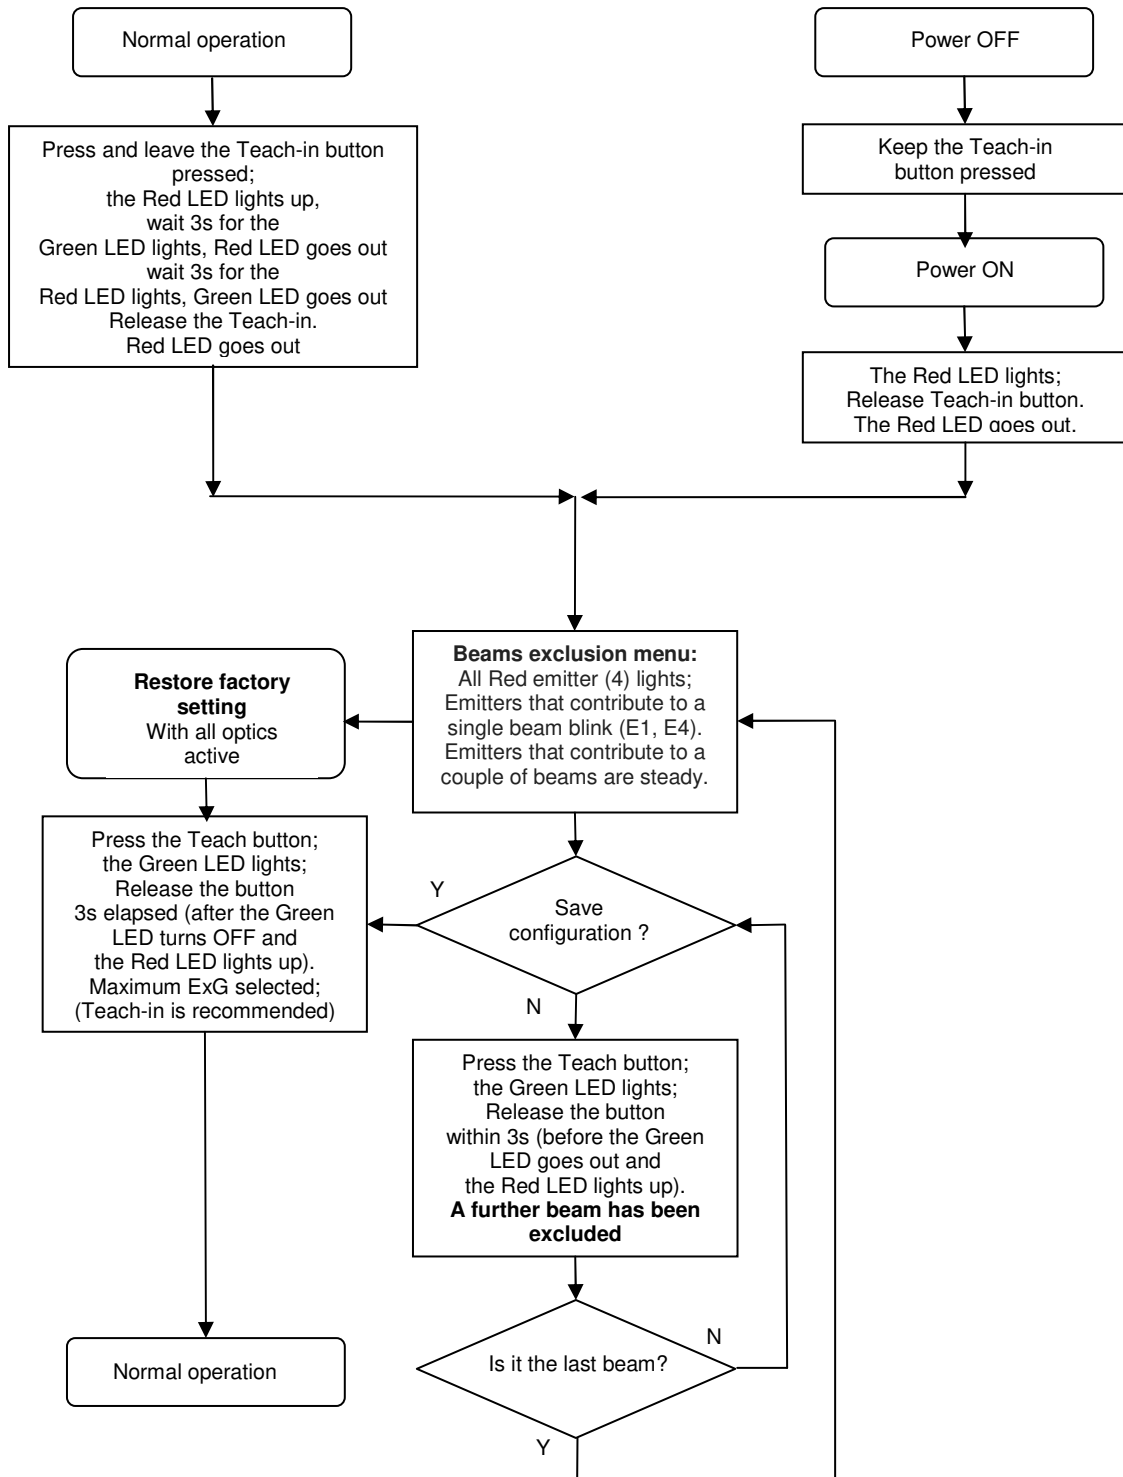 Normal operation
Press and leave the Teach-in button
pressed;
the Red LED lights up,
wait 3s for the
Green LED lights, Red LED goes out
wait 3s for the
Red LED lights, Green LED goes out
Release the Teach-in.
Red LED goes out
Power OFF
Keep the Teach-in
button pressed
Power ON
The Red LED lights;
Release Teach-in button.
The Red LED goes out.
Beams exclusion menu:
All Red emitter (4) lights;
Emitters that contribute to a
single beam blink (E1, E4).
Emitters that contribute to a
couple of beams are steady.
Restore factory
setting
With all optics
active
Press the Teach button;
the Green LED lights;
Release the button
3s elapsed (after the Green
LED turns OFF and
the Red LED lights up).
Maximum ExG selected;
(Teach-in is recommended)
Y
Save
configuration ?
N
Press the Teach button;
the Green LED lights;
Release the button
within 3s (before the Green
LED goes out and
the Red LED lights up).
A further beam has been
excluded
N
Is it the last beam?
Y
Normal operation